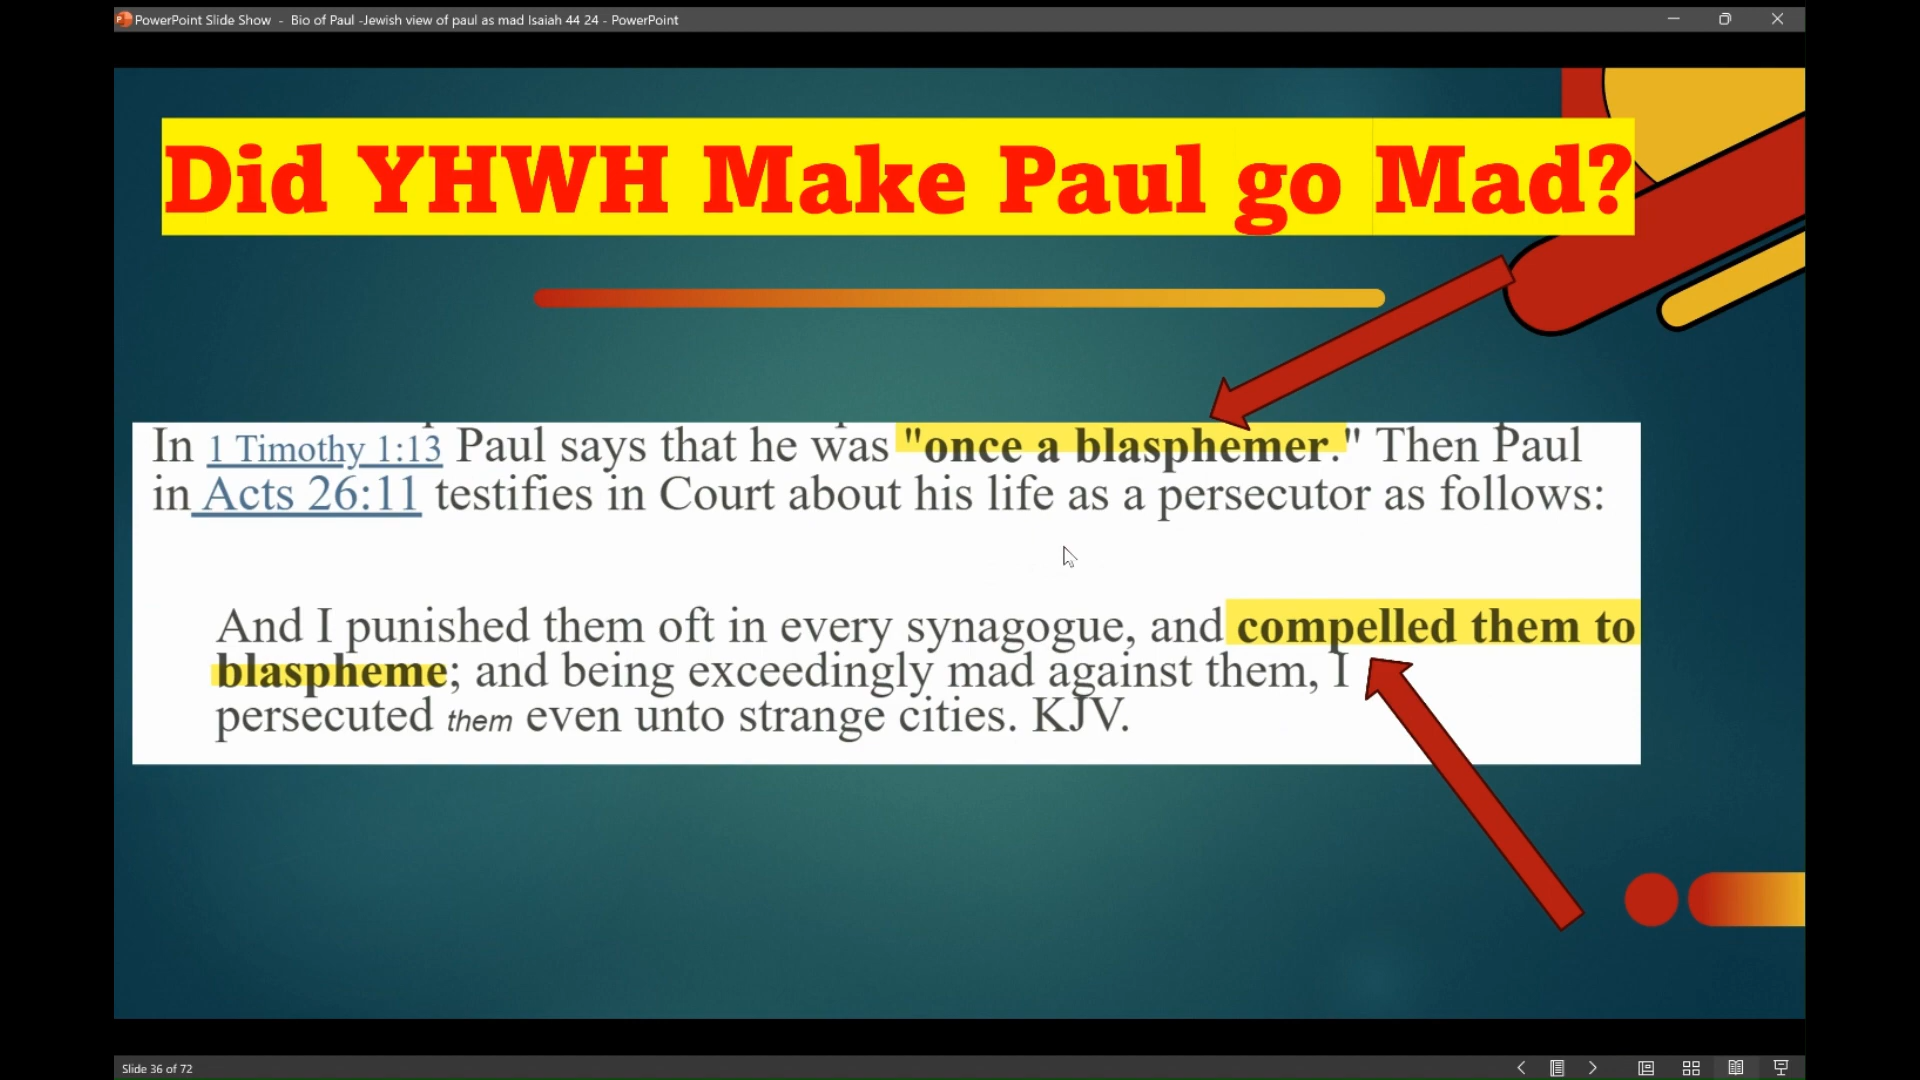 PowerPoint Slide Show - Bio of Paul -Jewish view of paul as mad Isaiah 44 24 - PowerPoint
Did YHWH Make Paul go Mad?
In 1 Timothy 1:13 Paul says that he was "once a blasphemer." Then Paul
in Acts 26:11 testifies in Court about his life as a persecutor as follows:
And I punished them oft in every synagogue, and compelled them to
blaspheme; and being exceedingly mad against them, I
persecuted them even unto strange cities. KJV.
Slide 36 of 72